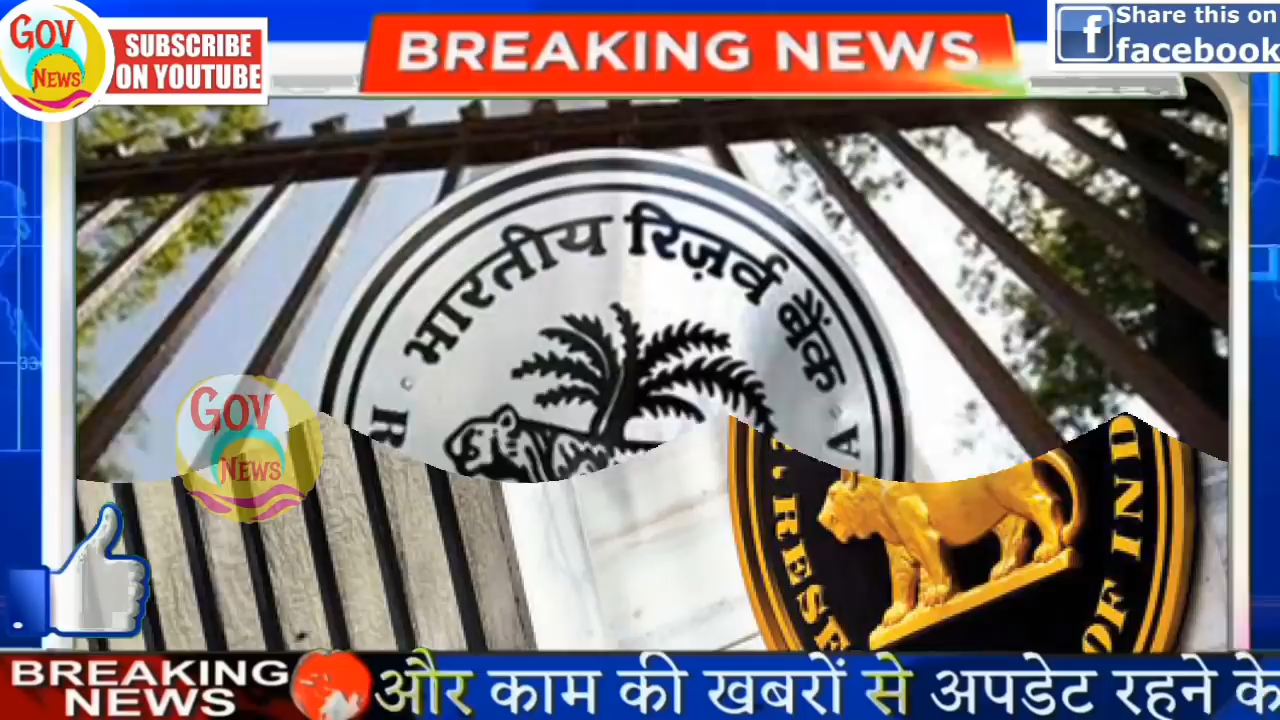 GOV
NEWS
SUBSCRIBE
ON YOUTUBE
BREAKING NEWS
Share this on
facebook
भारतीय रिज़र्व बैंक
GOV
NEWS
RESE
OF IND
BREAKING
NEWS
और काम की खबरों से अपडेट रहने के